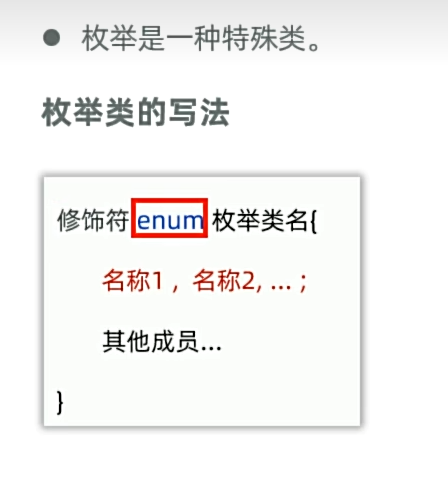 ● 枚举是一种特殊类。
枚举类的写法
修饰符 enum 枚举类名{
名称1 ，名称2, ... ;
其他成员...
}